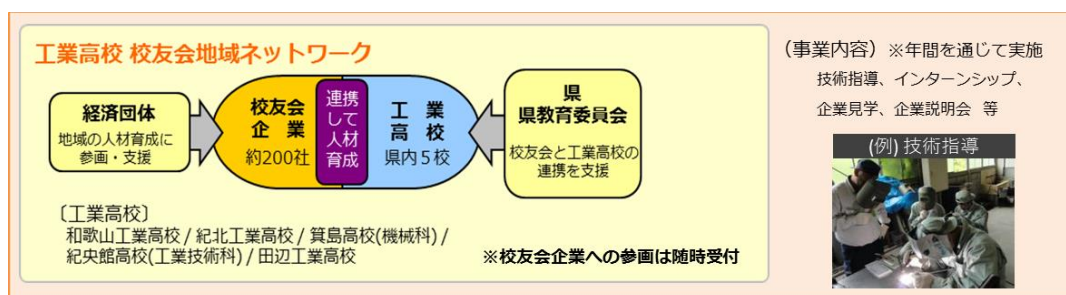 工業高校 校友会地域ネットワーク
経済団体
地域の人材育成に
参画・支援
校友会
企業
約200社
連携
して
人材
育成
工業
高校
県内5校
県
県教育委員会
校友会と工業高校の
連携を支援
〔工業高校〕
和歌山工業高校 / 紀北工業高校 / 箕島高校(機械科) /
紀央館高校(工業技術科) / 田辺工業高校
※校友会企業への参画は随時受付
（事業内容）※年間を通じて実施
技術指導、インターンシップ、
企業見学、企業説明会 等
(例) 技術指導